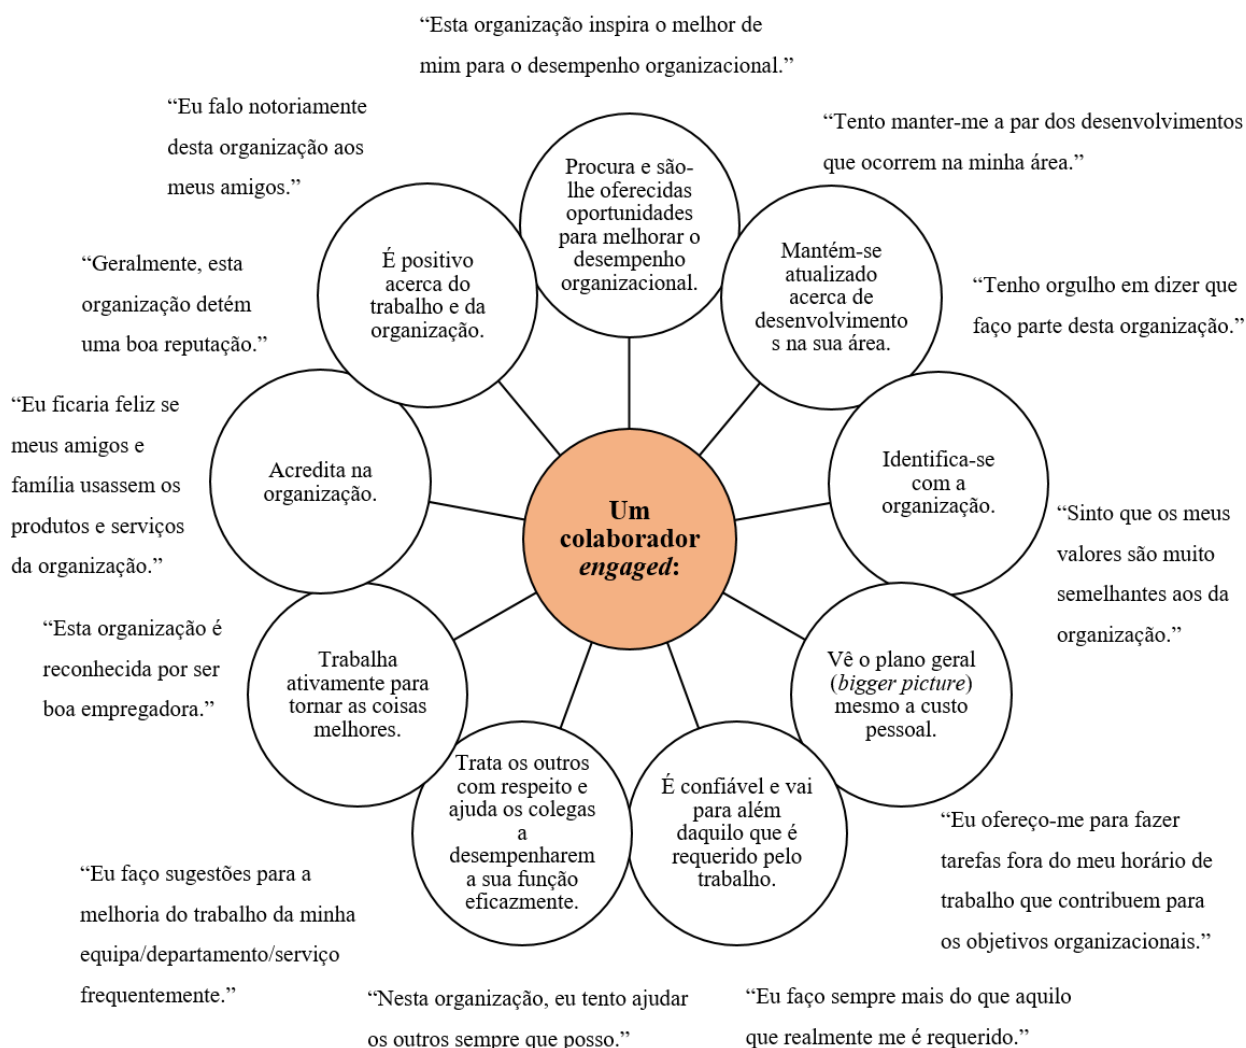 “Esta organização inspira o melhor de
mim para o desempenho organizacional.”
“Eu falo notoriamente
desta organização aos
meus amigos.”
“Tento manter-me a par dos desenvolvimentos
que ocorrem na minha área.”
Procura e são-
lhe oferecidas
oportunidades
para melhorar o
desempenho
organizacional.
É positivo
acerca do
trabalho e da
organização.
Mantém-se
atualizado
acerca de
desenvolvimento
s na sua área.
“Geralmente, esta
organização detém
uma boa reputação.”
“Tenho orgulho em dizer que
faço parte desta organização.”
“Eu ficaria feliz se
meus amigos e
família usassem os
produtos e serviços
da organização.”
Acredita na
organização.
Identifica-se
com a
organização.
Um
colaborador
engaged:
“Sinto que os meus
valores são muito
semelhantes aos da
organização.”
“Esta organização é
reconhecida por ser
boa empregadora.”
Trabalha
ativamente para
tornar as coisas
melhores.
Vê o plano geral
(bigger picture)
mesmo a custo
pessoal.
Trata os outros
com respeito e
ajuda os colegas
a
desempenharem
a sua função
eficazmente.
É confiável e vai
para além
daquilo que é
requerido pelo
trabalho.
“Eu ofereço-me para fazer
tarefas fora do meu horário de
trabalho que contribuem para
os objetivos organizacionais.”
“Eu faço sugestões para a
melhoria do trabalho da minha
equipa/departamento/serviço
frequentemente.”
“Nesta organização, eu tento ajudar
os outros sempre que posso.”
“Eu faço sempre mais do que aquilo
que realmente me é requerido.”